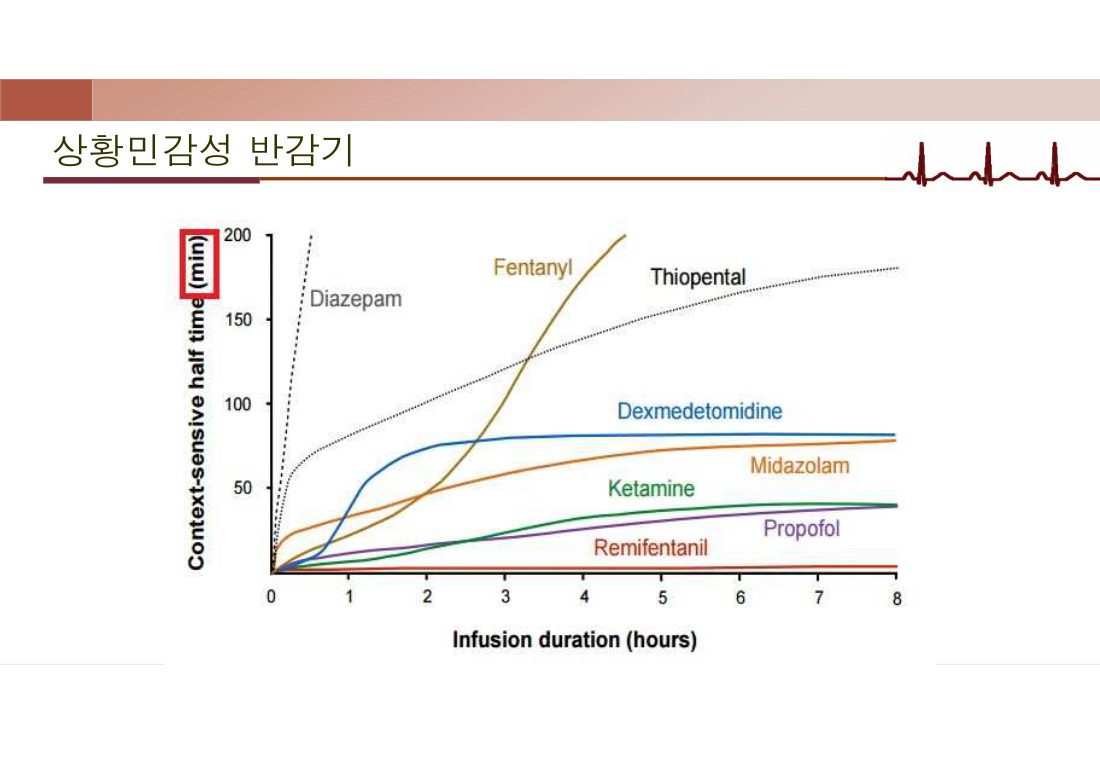 상황민감성 반감기
Context-sensive half time (min)
200
150
100
50
Diazepam
Fentanyl
Thiopental
Dexmedetomidine
Midazolam
Ketamine
Propofol
Remifentanil
0 1 2 3 4 5 6 7 8
Infusion duration (hours)